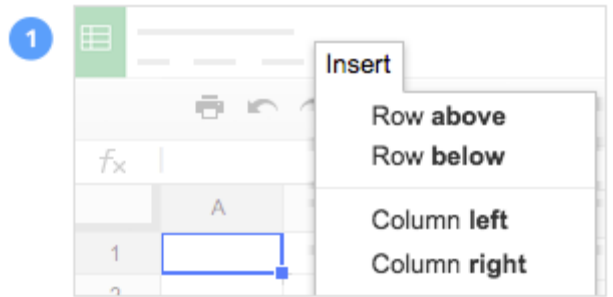 1
Insert
Row above
Row below
fx
Column left
A
Column right
1